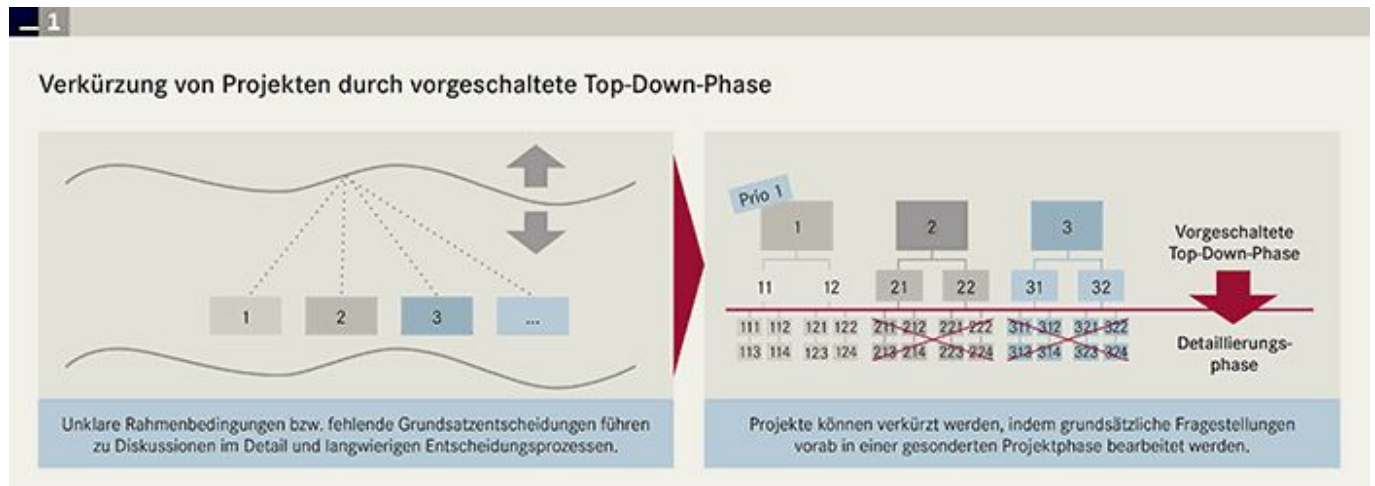 1
Verkürzung von Projekten durch vorgeschaltete Top-Down-Phase
1 2 3 ...
Unklare Rahmenbedingungen bzw. fehlende Grundsatzentscheidungen führen
zu Diskussionen im Detail und langwierigen Entscheidungsprozessen.
Prio 1
1 2 3
11 12 21 22 31 32
111 112 121 122 211 212 221 222 311 312 321 322
113 114 123 124 213 214 223 224 313 314 323 324
Vorgeschaltete
Top-Down-Phase
Detaillierungs-
phase
Projekte können verkürzt werden, indem grundsätzliche Fragestellungen
vorab in einer gesonderten Projektphase bearbeitet werden.